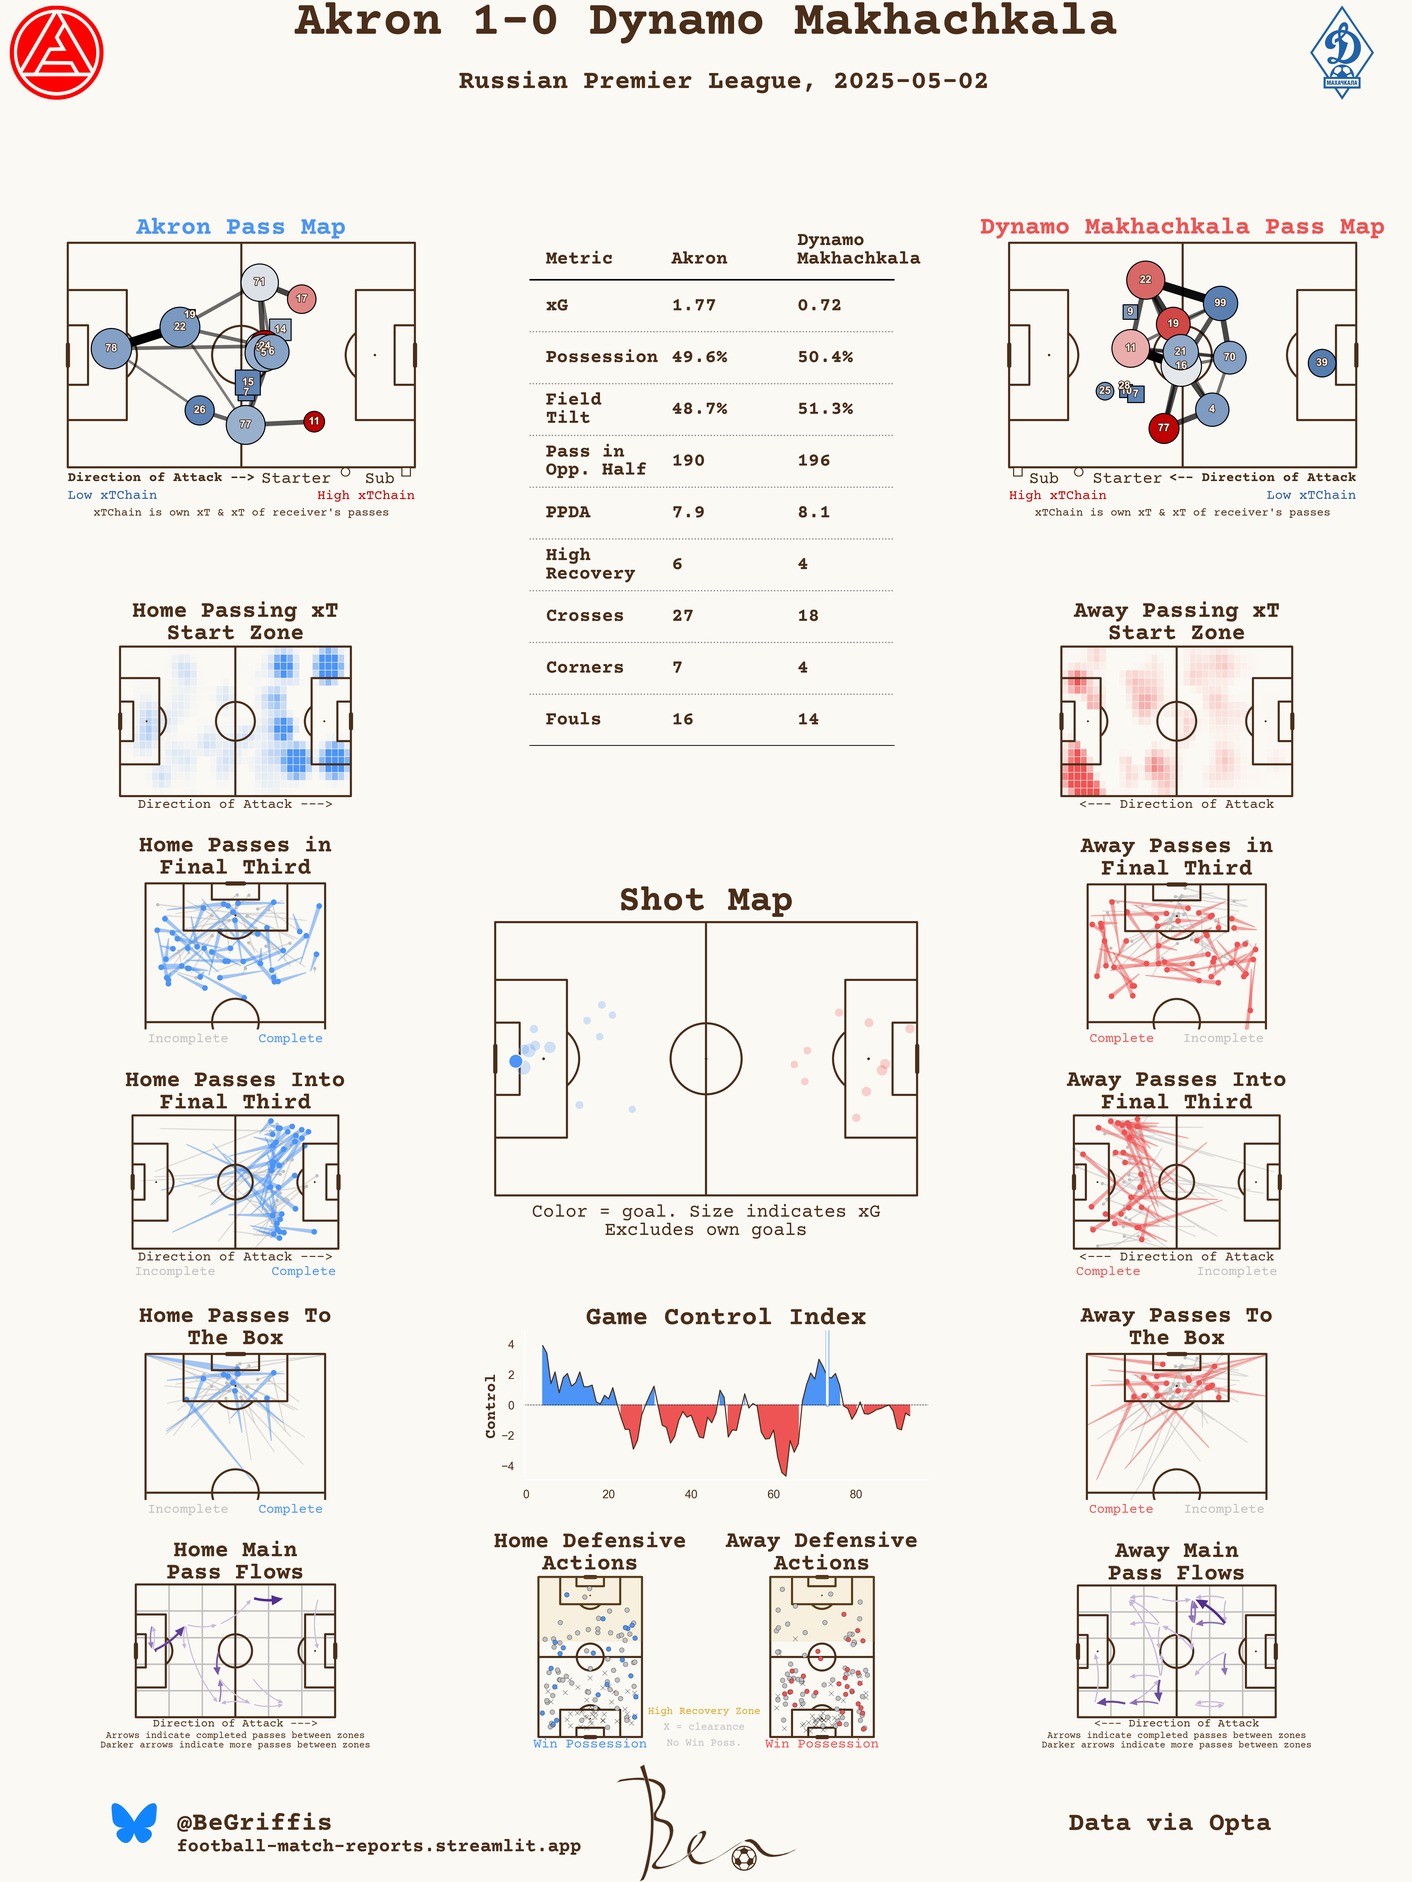 Akron 1-0 Dynamo Makhachkala
Russian Premier League, 2025-05-02
МАХАЧКАЛА
Akron Pass Map
71
17
19
22
14
78
24
5
6
15
7
26
77
11
Direction of Attack --> Starter Sub
Low xTChain High xTChain
xTChain is own xT & xT of receiver's passes
Metric Akron Dynamo Makhachkala
xG 1.77 0.72
Possession 49.6% 50.4%
Field Tilt 48.7% 51.3%
Pass in Opp. Half 190 196
PPDA 7.9 8.1
High Recovery 6 4
Crosses 27 18
Corners 7 4
Fouls 16 14
Dynamo Makhachkala Pass Map
22
99
9
19
11
21
70
16
39
25
28
10
7
4
77
Sub Starter <-- Direction of Attack
High xTChain Low xTChain
xTChain is own xT & xT of receiver's passes
Home Passing xT
Start Zone
Direction of Attack --->
Away Passing xT
Start Zone
<--- Direction of Attack
Home Passes in
Final Third
Incomplete Complete
Away Passes in
Final Third
Complete Incomplete
Shot Map
Color = goal. Size indicates xG
Excludes own goals
Home Passes Into
Final Third
Direction of Attack --->
Incomplete Complete
Away Passes Into
Final Third
<--- Direction of Attack
Complete Incomplete
Home Passes To
The Box
Incomplete Complete
Game Control Index
Control
4
2
0
−2
−4
0 20 40 60 80
Away Passes To
The Box
Complete Incomplete
Home Main
Pass Flows
Direction of Attack --->
Arrows indicate completed passes between zones
Darker arrows indicate more passes between zones
Home Defensive
Actions
Win Possession
High Recovery Zone
X = clearance
No Win Poss.
Away Defensive
Actions
Win Possession
Away Main
Pass Flows
<--- Direction of Attack
Arrows indicate completed passes between zones
Darker arrows indicate more passes between zones
@BeGriffis
football-match-reports.streamlit.app
Ben
Data via Opta